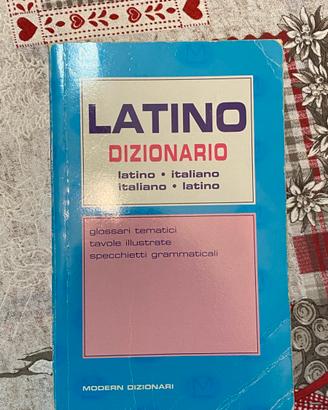 LATINO
DIZIONARIO
latino • italiano
italiano • latino
glossari tematici
tavole illustrate
specchietti grammaticali
MODERN DIZIONARI